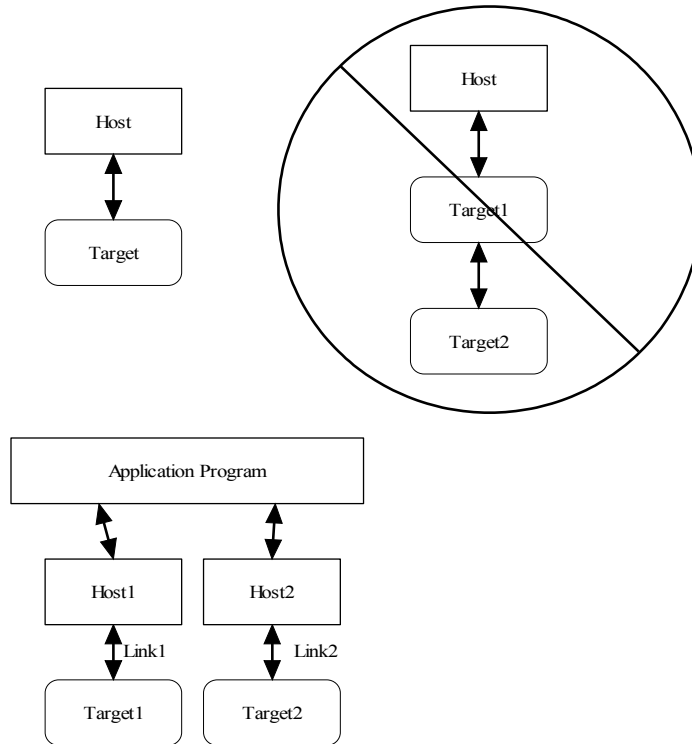 Host
Target
Host
Target1
Target2
Application Program
Host1
Host2
Link1
Link2
Target1
Target2